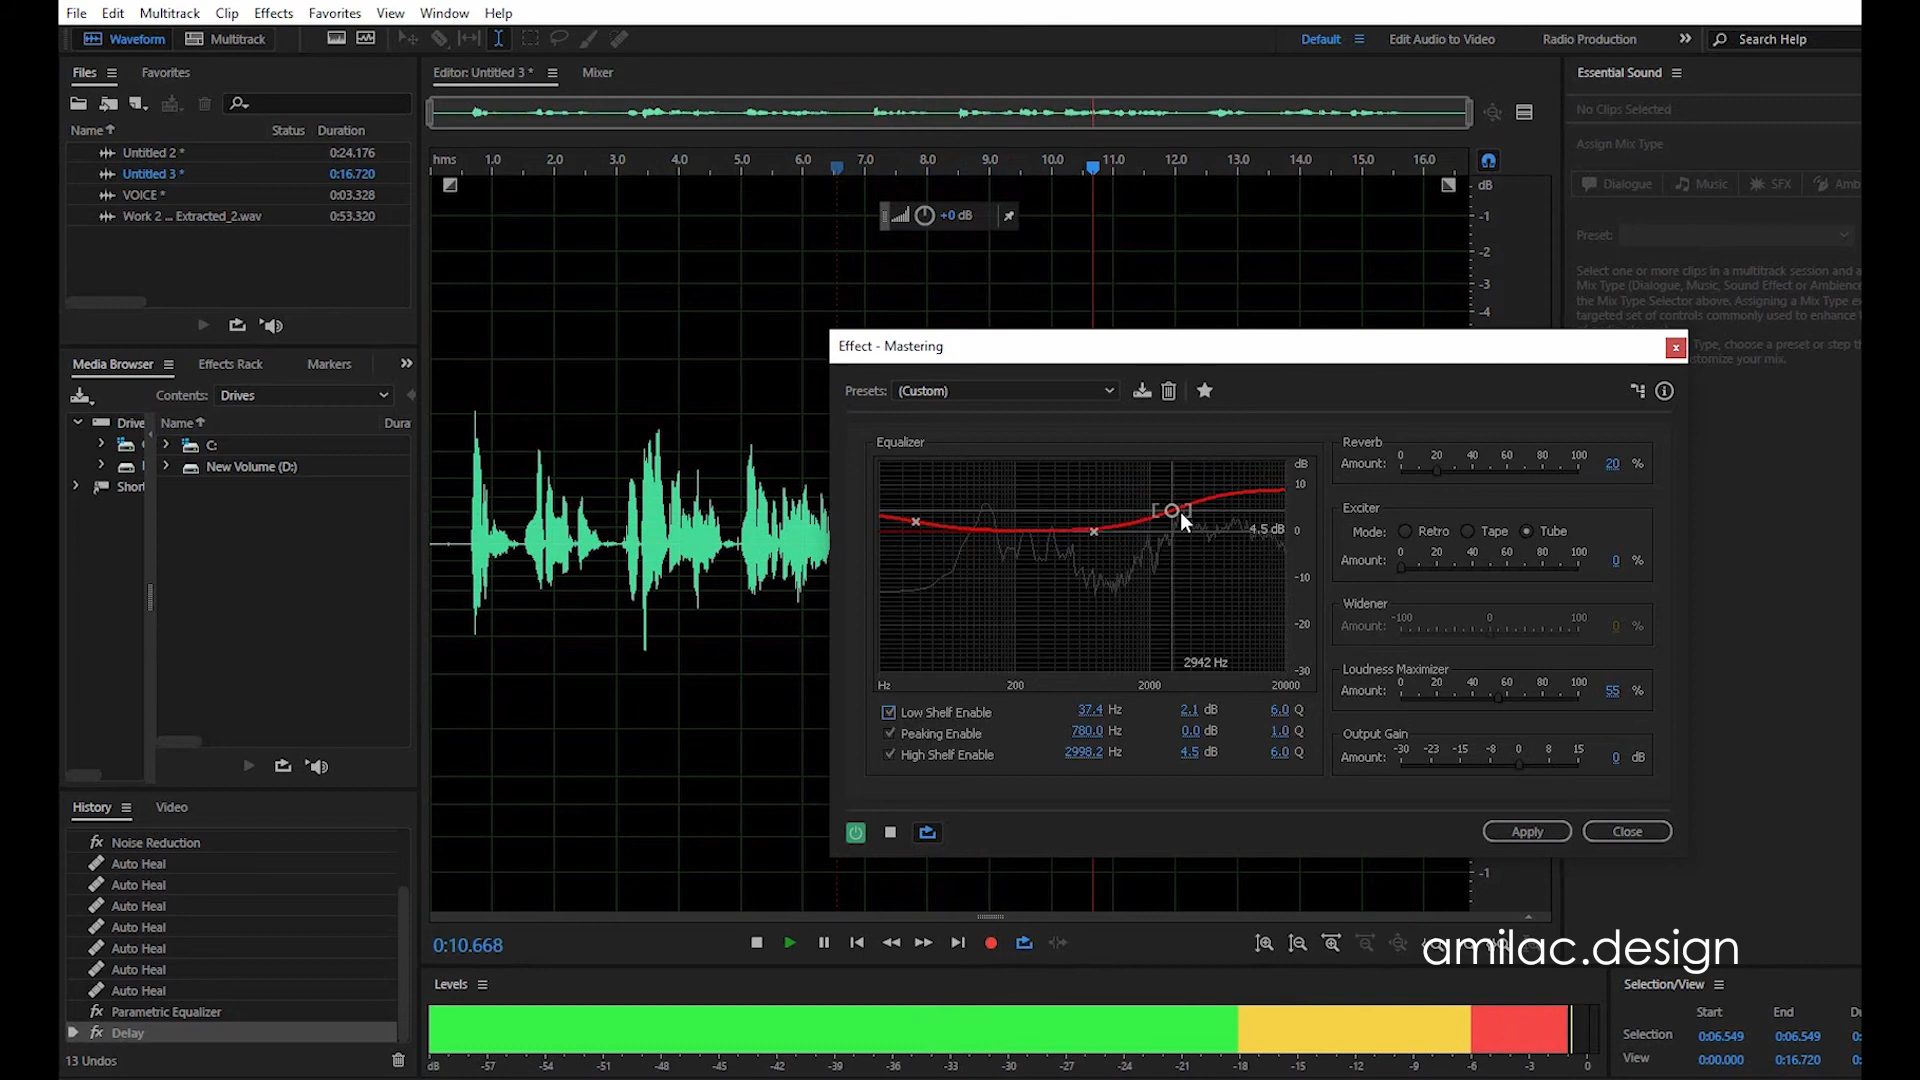 File Edit Multitrack Clip Effects Favorites View Window Help
Waveform Multitrack Default Edit Audio to Video Radio Production Search Help
Files Favorites
Editor: Untitled 3 * Mixer
Essential Sound
No Clips Selected
Name Status Duration
Untitled 2 * 0:24.176
Untitled 3 * 0:16.720
VOICE * 0:03.328
Work 2 ... Extracted_2.wav 0:53.320
hms 1.0 2.0 3.0 4.0 5.0 6.0 7.0 8.0 9.0 10.0 11.0 12.0 13.0 14.0 15.0 16.0
dB
-1
-2
-3
-4
+0 dB
Assign Mix Type
Dialogue Music SFX Amb
Preset:
Select one or more clips in a multitrack session and a
Mix Type (Dialogue, Music, Sound Effect or Ambience
the Mix Type Selector above. Assigning a Mix Type e
targeted set of controls commonly used to enhance
Type, choose a preset or step th
ustomize your mix.
Media Browser Effects Rack Markers
Contents: Drives
Drive
Short
Name Dura
C:
New Volume (D:)
Effect - Mastering
x
Presets: (Custom)
Equalizer
dB
10
0
-10
-20
-30
4.5 dB
2942 Hz
Hz 200 2000 20000
Low Shelf Enable 37.4 Hz 2.1 dB 6.0 Q
Peaking Enable 780.0 Hz 0.0 dB 1.0 Q
High Shelf Enable 2998.2 Hz 4.5 dB 6.0 Q
Reverb
Amount: 0 20 40 60 80 100 20 %
Exciter
Mode: Retro Tape Tube
Amount: 0 20 40 60 80 100 0 %
Widener
Amount: -100 0 100 0 %
Loudness Maximizer
Amount: 0 20 40 60 80 100 55 %
Output Gain
Amount: -30 -23 -15 -8 0 8 15 0 dB
Apply Close
-1
History Video
fx Noise Reduction
Auto Heal
Auto Heal
Auto Heal
Auto Heal
Auto Heal
Auto Heal
Auto Heal
fx Parametric Equalizer
fx Delay
13 Undos
0:10.668
amilac.design
Levels
dB -57 -54 -51 -48 -45 -42 -39 -36 -33 -30 -27 -24 -21 -18 -15 -12 -9 -6 -3 0
Selection/View
Start End Du
Selection 0:06.549 0:06.549 0:
View 0:00.000 0:16.720 0: